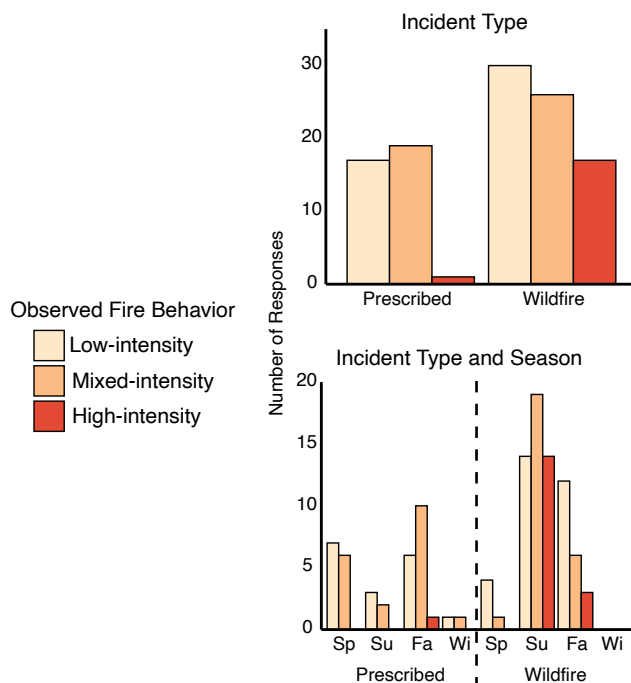 Incident Type
30
20
10
0
Prescribed Wildfire
Number of Responses
Observed Fire Behavior
Low-intensity
Mixed-intensity
High-intensity
Incident Type and Season
20
15
10
5
0
Sp Su Fa Wi Sp Su Fa Wi
Prescribed Wildfire